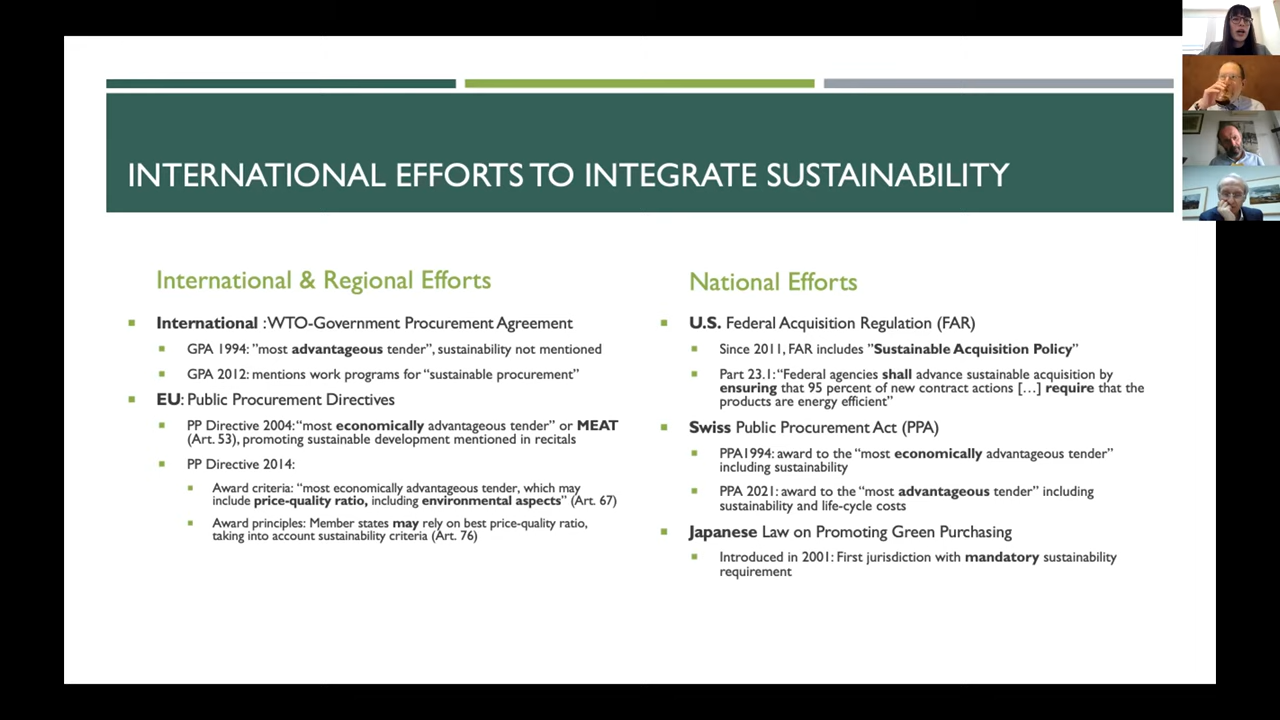 INTERNATIONAL EFFORTS TO INTEGRATE SUSTAINABILITY
International & Regional Efforts
International : WTO-Government Procurement Agreement
GPA 1994: ”most advantageous tender”, sustainability not mentioned
GPA 2012: mentions work programs for “sustainable procurement”
EU: Public Procurement Directives
PP Directive 2004: “most economically advantageous tender” or MEAT
(Art. 53), promoting sustainable development mentioned in recitals
PP Directive 2014:
Award criteria: “most economically advantageous tender, which may
include price-quality ratio, including environmental aspects” (Art. 67)
Award principles: Member states may rely on best price-quality ratio,
taking into account sustainability criteria (Art. 76)
National Efforts
U.S. Federal Acquisition Regulation (FAR)
Since 2011, FAR includes ”Sustainable Acquisition Policy”
Part 23.1: “Federal agencies shall advance sustainable acquisition by
ensuring that 95 percent of new contract actions […] require that the
products are energy efficient”
Swiss Public Procurement Act (PPA)
PPA1994: award to the “most economically advantageous tender”
including sustainability
PPA 2021: award to the “most advantageous tender” including
sustainability and life-cycle costs
Japanese Law on Promoting Green Purchasing
Introduced in 2001: First jurisdiction with mandatory sustainability
requirement